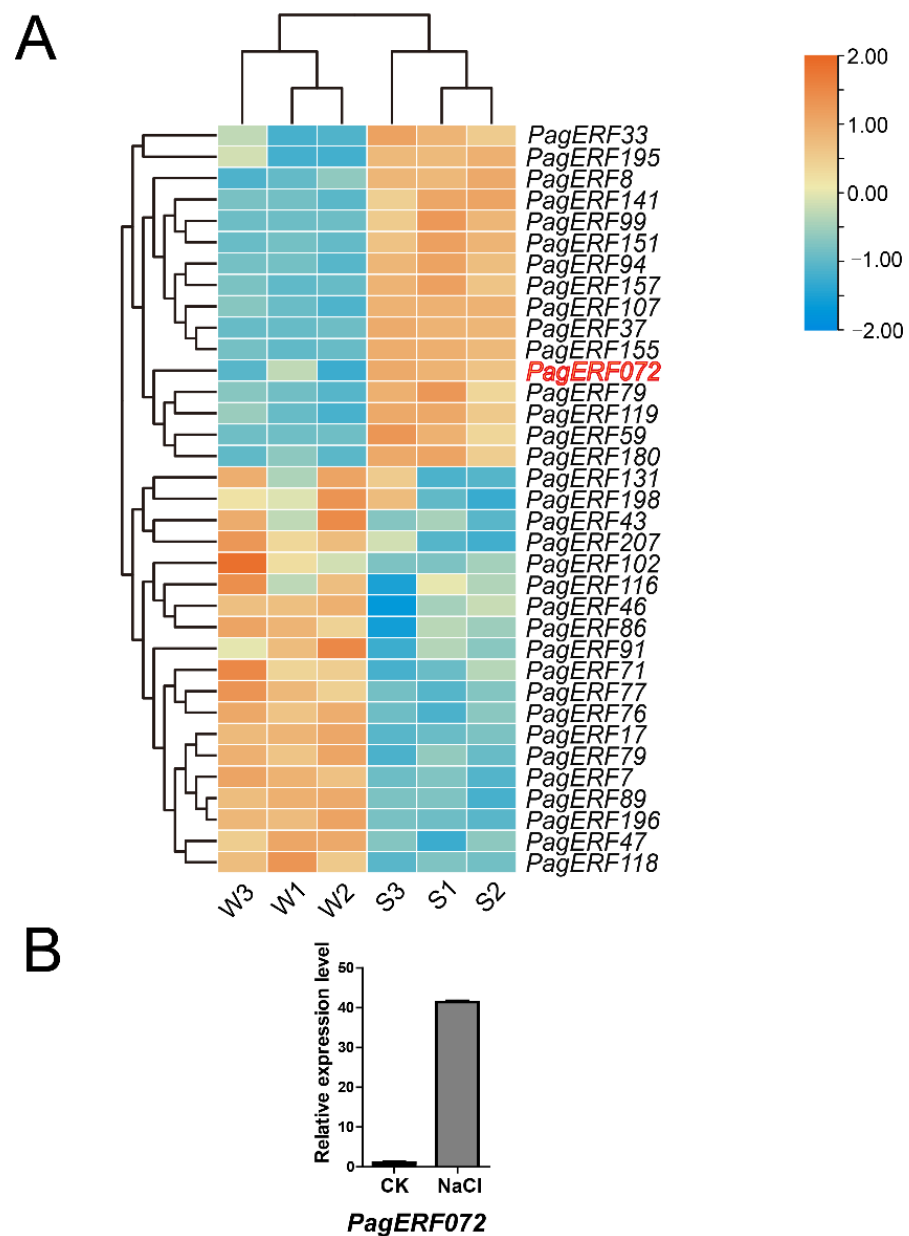 A
2.00
1.00
0.00
−1.00
−2.00
PagERF33
PagERF195
PagERF8
PagERF141
PagERF99
PagERF151
PagERF94
PagERF157
PagERF107
PagERF37
PagERF155
PagERF072
PagERF79
PagERF119
PagERF59
PagERF180
PagERF131
PagERF198
PagERF43
PagERF207
PagERF102
PagERF116
PagERF46
PagERF86
PagERF91
PagERF71
PagERF77
PagERF76
PagERF17
PagERF79
PagERF7
PagERF89
PagERF196
PagERF47
PagERF118
W3 W1 W2 S3 S1 S2
B
Relative expression level
50
40
30
20
10
0
CK NaCl
PagERF072